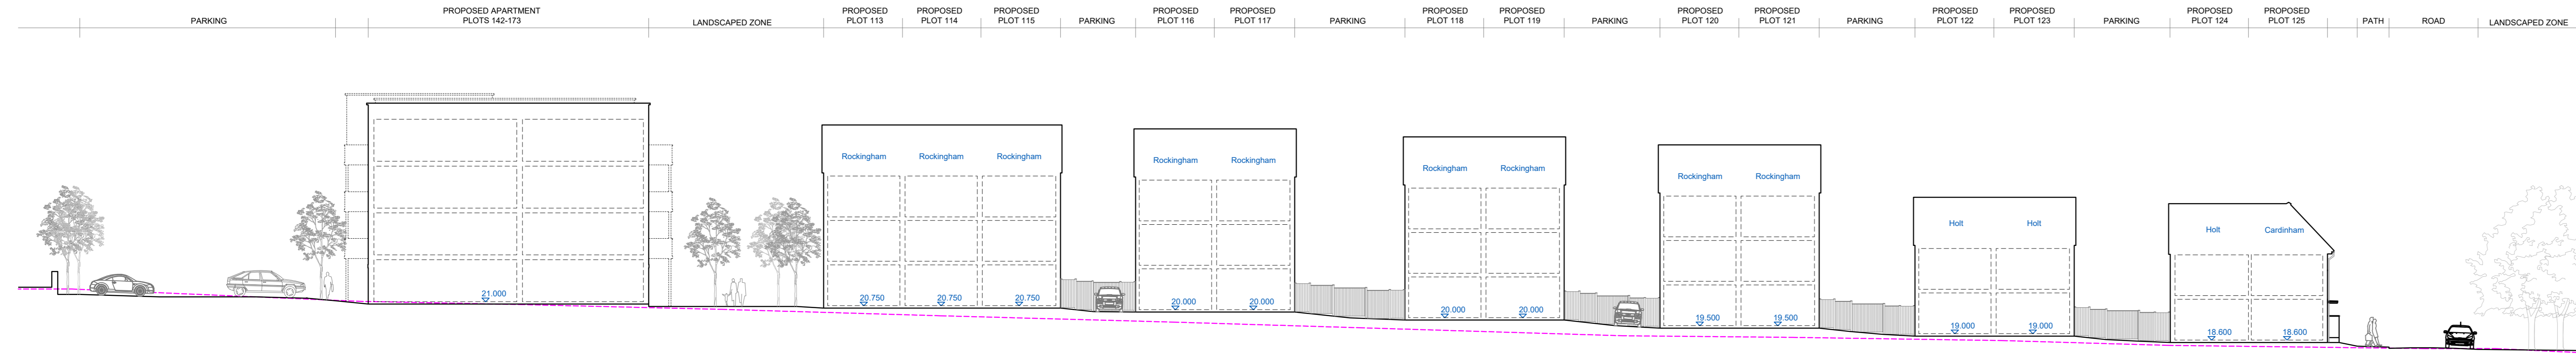 PARKING
PROPOSED APARTMENT
PLOTS 142-173
LANDSCAPED ZONE
PROPOSED
PLOT 113
PROPOSED
PLOT 114
PROPOSED
PLOT 115
PARKING
PROPOSED
PLOT 116
PROPOSED
PLOT 117
PARKING
PROPOSED
PLOT 118
PROPOSED
PLOT 119
PARKING
PROPOSED
PLOT 120
PROPOSED
PLOT 121
PARKING
PROPOSED
PLOT 122
PROPOSED
PLOT 123
PARKING
PROPOSED
PLOT 124
PROPOSED
PLOT 125
PATH
ROAD
LANDSCAPED ZONE
Rockingham
Rockingham
Rockingham
Rockingham
Rockingham
Rockingham
Rockingham
Rockingham
Rockingham
Holt
Holt
Holt
Cardinham
21.000
20.750
20.750
20.750
20.000
20.000
20.000
20.000
19.500
19.500
19.000
19.000
18.600
18.600